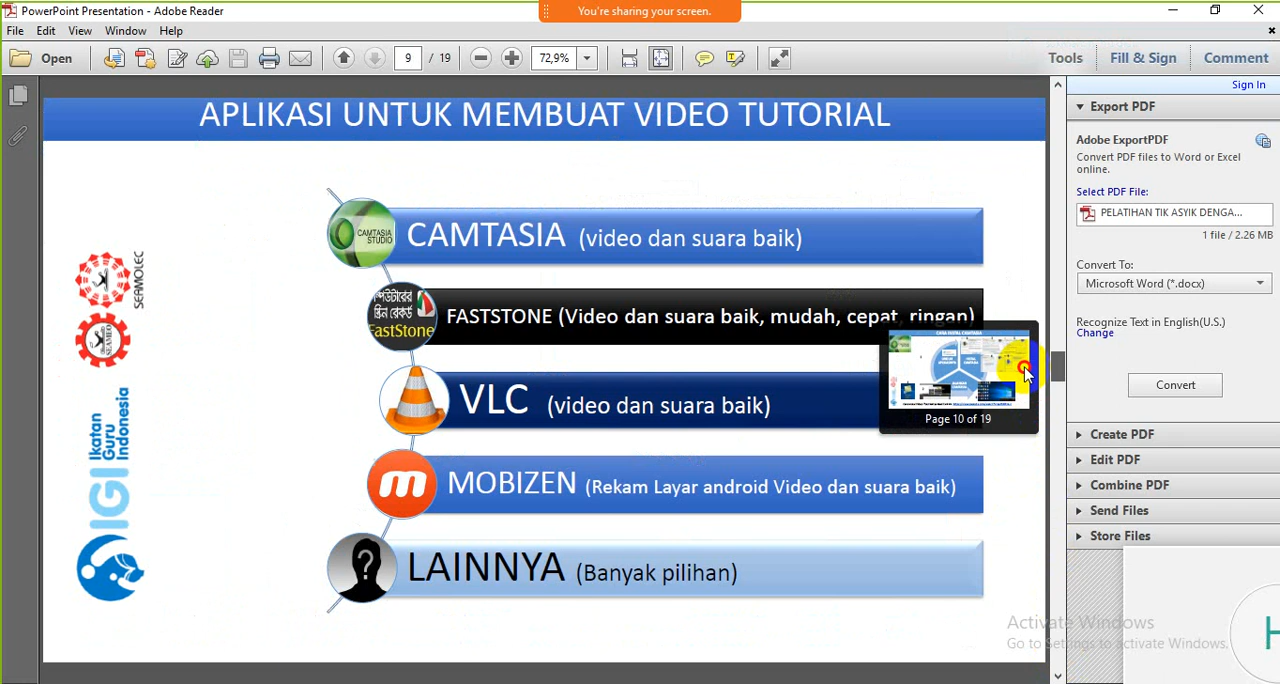 PowerPoint Presentation - Adobe Reader
You're sharing your screen.
File Edit View Window Help
Open
9 / 19
72,9%
Tools Fill & Sign Comment
Sign In
Export PDF
Adobe ExportPDF
Convert PDF files to Word or Excel
online.
Select PDF File:
PELATIHAN TIK ASYIK DENGA...
1 file / 2.26 MB
Convert To:
Microsoft Word (*.docx)
Recognize Text in English(U.S.)
Change
Convert
Create PDF
Edit PDF
Combine PDF
Send Files
Store Files
APLIKASI UNTUK MEMBUAT VIDEO TUTORIAL
CAMTASIA
STUDIO
CAMTASIA (video dan suara baik)
স্ক্রিন রেকর্ড
FastStone
FASTSTONE (Video dan suara baik, mudah, cepat, ringan)
VLC (video dan suara baik)
Page 10 of 19
m
MOBIZEN (Rekam Layar android Video dan suara baik)
?
LAINNYA (Banyak pilihan)
SEAMOLEC
SEAMEO
IGI
Ikatan
Guru
Indonesia
Activate Windows
Go to Settings to activate Windows.
H